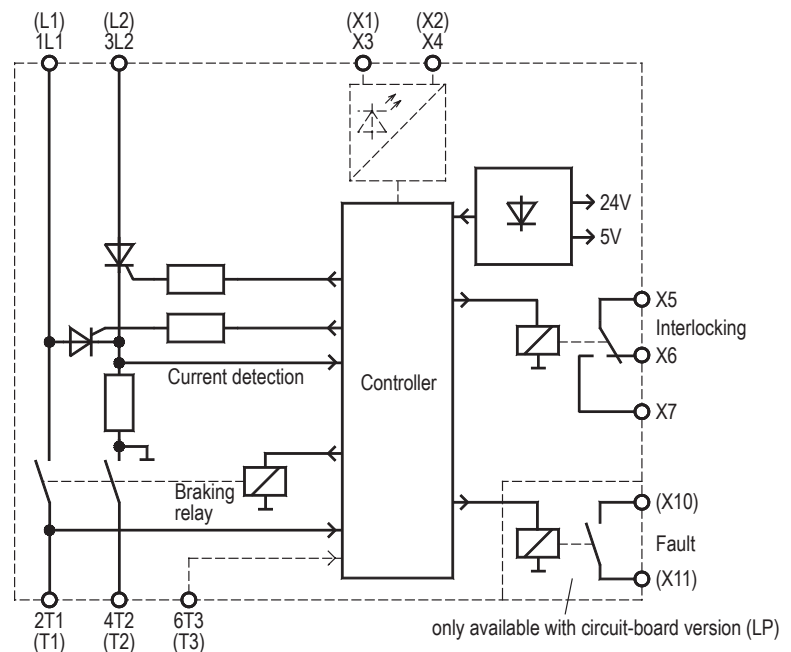 (L1) (L2) (X1) (X2)
1L1 3L2 X3 X4
24V
5V
X5
Interlocking
X6
Current detection
Controller
X7
Braking
relay
(X10)
Fault
(X11)
2T1 4T2 6T3
(T1) (T2) (T3)
only available with circuit-board version (LP)